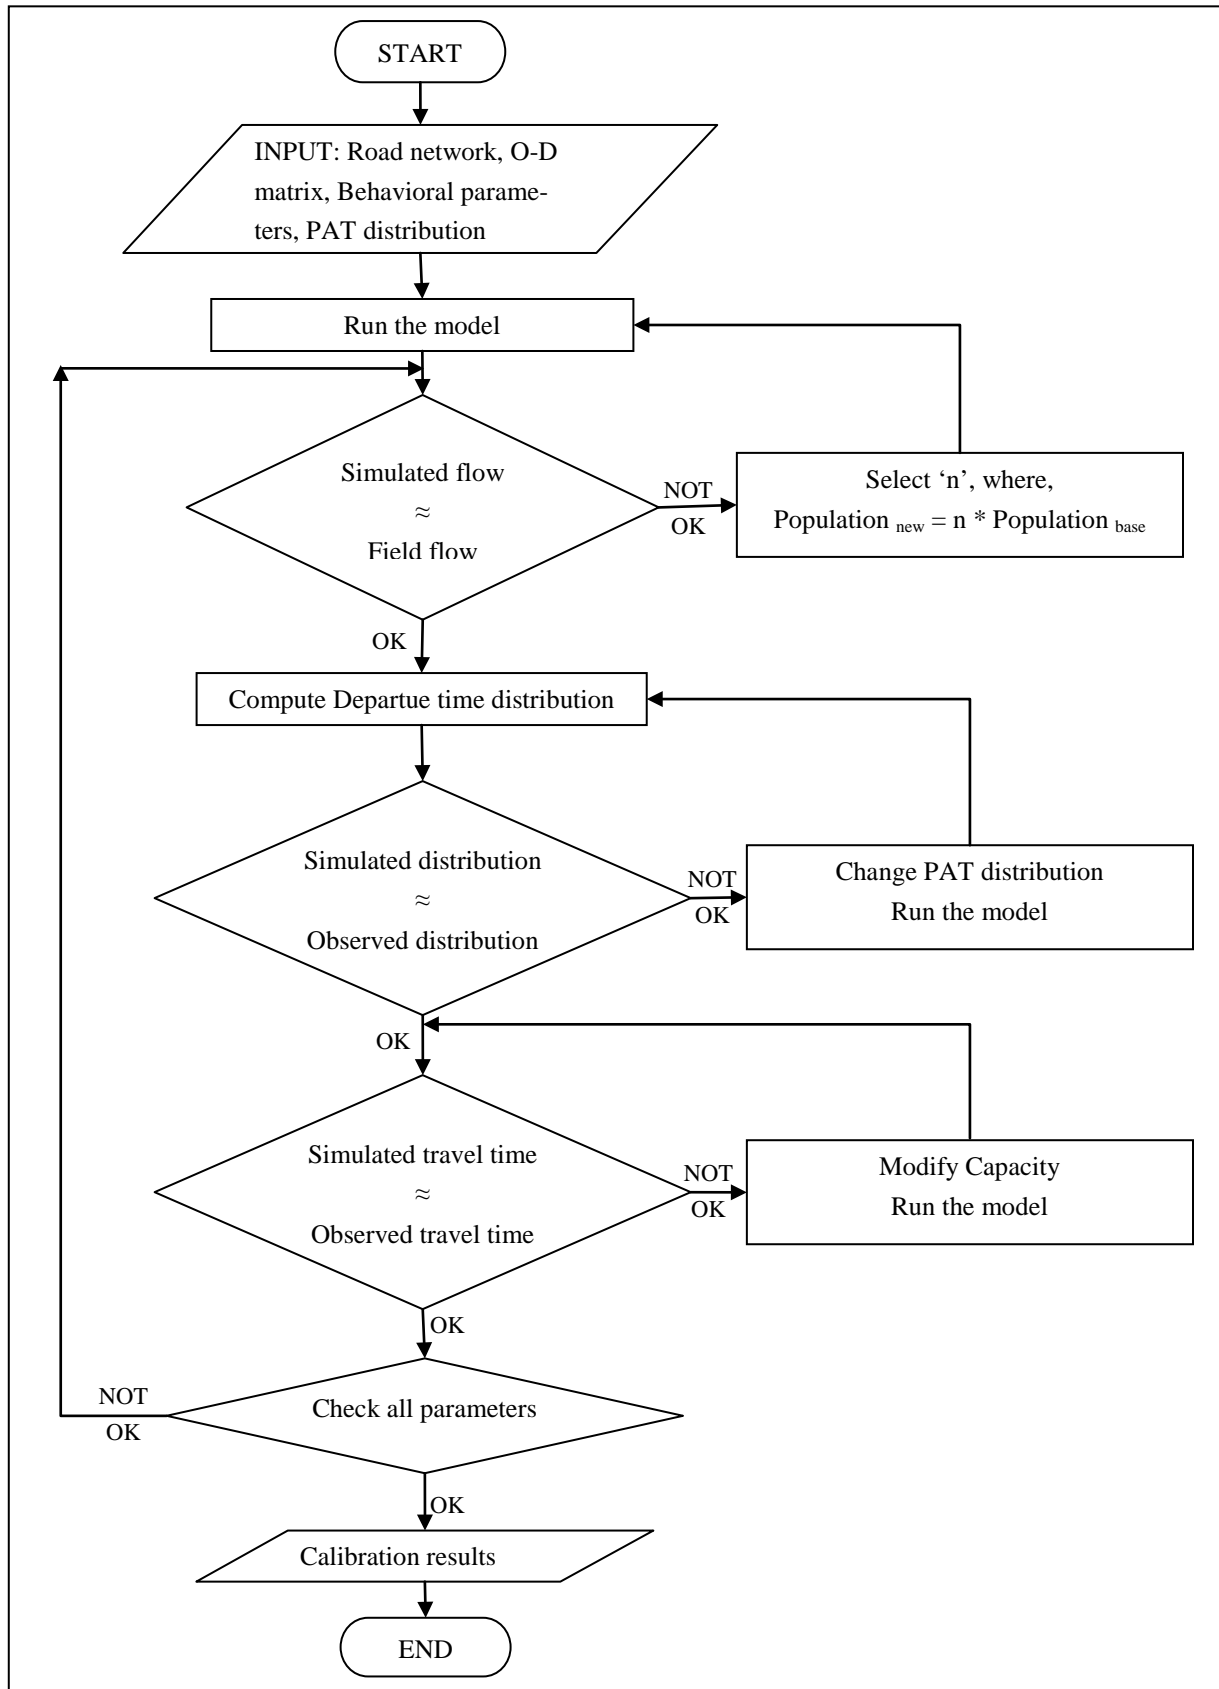 START
INPUT: Road network, O-D
matrix, Behavioral parame-
ters, PAT distribution
Run the model
Simulated flow
≈
Field flow
NOT
OK
Select ‘n’, where,
Population new = n * Population base
OK
Compute Departue time distribution
Simulated distribution
≈
Observed distribution
NOT
OK
Change PAT distribution
Run the model
OK
Simulated travel time
≈
Observed travel time
NOT
OK
Modify Capacity
Run the model
OK
NOT
OK
Check all parameters
OK
Calibration results
END